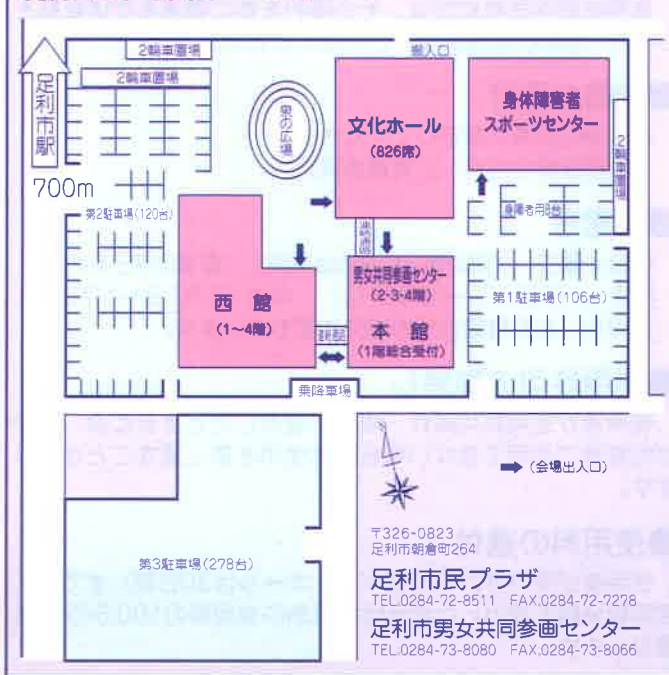 2輪車置場
搬入口
2輪車置場
足利市駅
700m
泉の広場
文化ホール
(826席)
身体障害者
スポーツセンター
2輪車置場
第2駐車場(120台)
連絡通路
男女共同参画センター
(2・3・4階)
第1駐車場(106台)
西館
(1〜4階)
本館
(1階総合受付)
乗降車場
➡(会場出入口)
第3駐車場(278台)
〒326-0823
足利市朝倉町264
足利市民プラザ
TEL.0284-72-8511 FAX.0284-72-7278
足利市男女共同参画センター
TEL.0284-73-8080 FAX.0284-73-8066